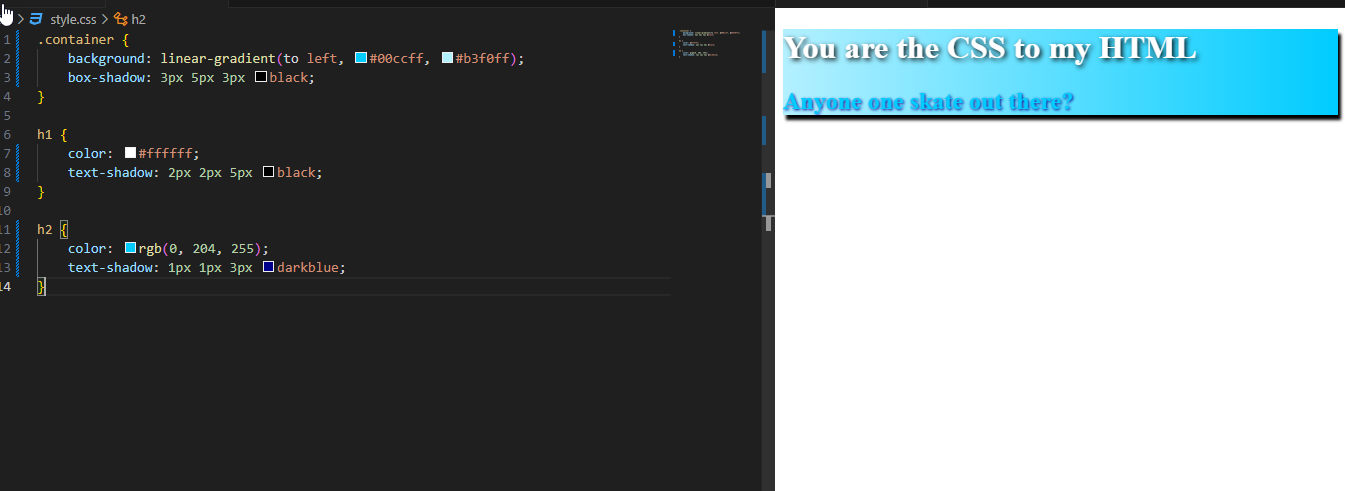 style.css
h2
1 .container {
2 background: linear-gradient(to left, #00ccff, #b3f0ff);
3 box-shadow: 3px 5px 3px black;
4 }
5
6 h1 {
7 color: #ffffff;
8 text-shadow: 2px 2px 5px black;
9 }
10
11 h2 {
12 color: rgb(0, 204, 255);
13 text-shadow: 1px 1px 3px darkblue;
14 }
You are the CSS to my HTML
Anyone one skate out there?